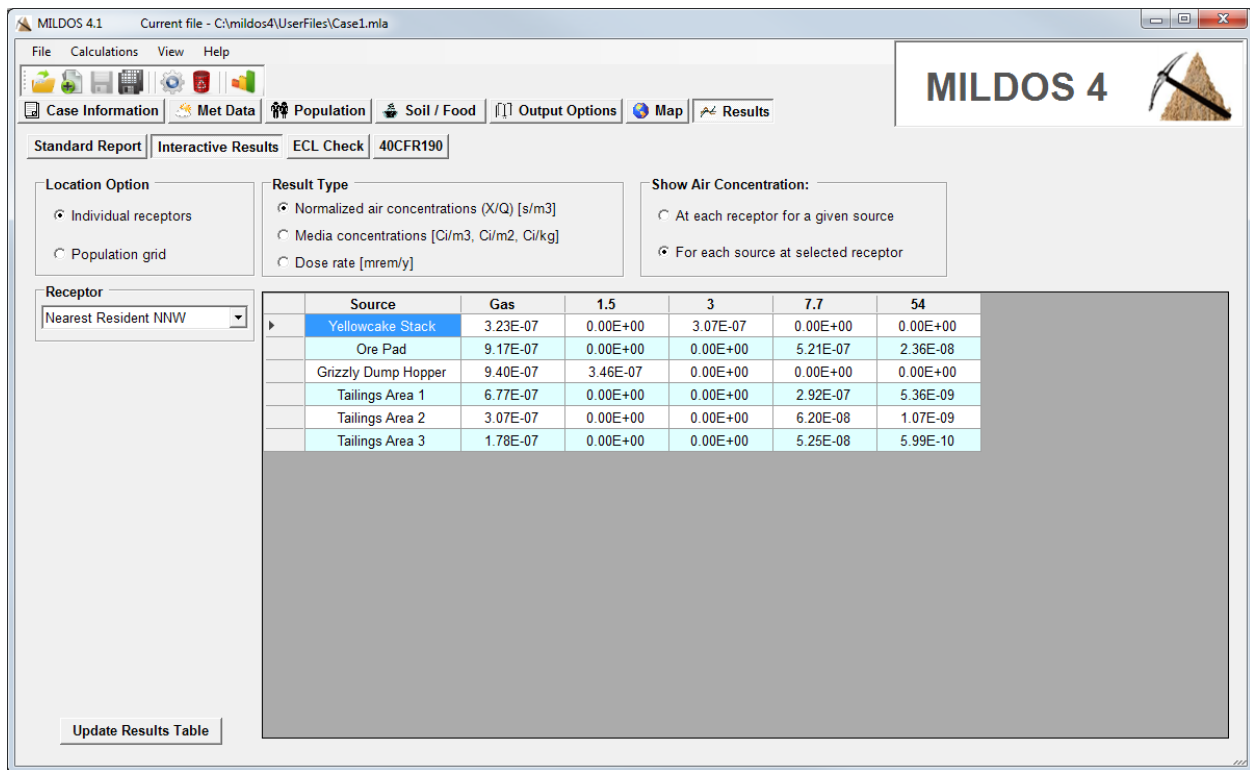 MILDOS 4.1 Current file - C:\mildos4\UserFiles\Case1.mla
File Calculations View Help
MILDOS 4
Case Information Met Data Population Soil / Food Output Options Map Results
Standard Report Interactive Results ECL Check 40CFR190
Location Option
Individual receptors
Population grid
Result Type
Normalized air concentrations (X/Q) [s/m3]
Media concentrations [Ci/m3, Ci/m2, Ci/kg]
Dose rate [mrem/y]
Show Air Concentration:
At each receptor for a given source
For each source at selected receptor
Receptor
Nearest Resident NNW
Source Gas 1.5 3 7.7 54
Yellowcake Stack 3.23E-07 0.00E+00 3.07E-07 0.00E+00 0.00E+00
Ore Pad 9.17E-07 0.00E+00 0.00E+00 5.21E-07 2.36E-08
Grizzly Dump Hopper 9.40E-07 3.46E-07 0.00E+00 0.00E+00 0.00E+00
Tailings Area 1 6.77E-07 0.00E+00 0.00E+00 2.92E-07 5.36E-09
Tailings Area 2 3.07E-07 0.00E+00 0.00E+00 6.20E-08 1.07E-09
Tailings Area 3 1.78E-07 0.00E+00 0.00E+00 5.25E-08 5.99E-10
Update Results Table